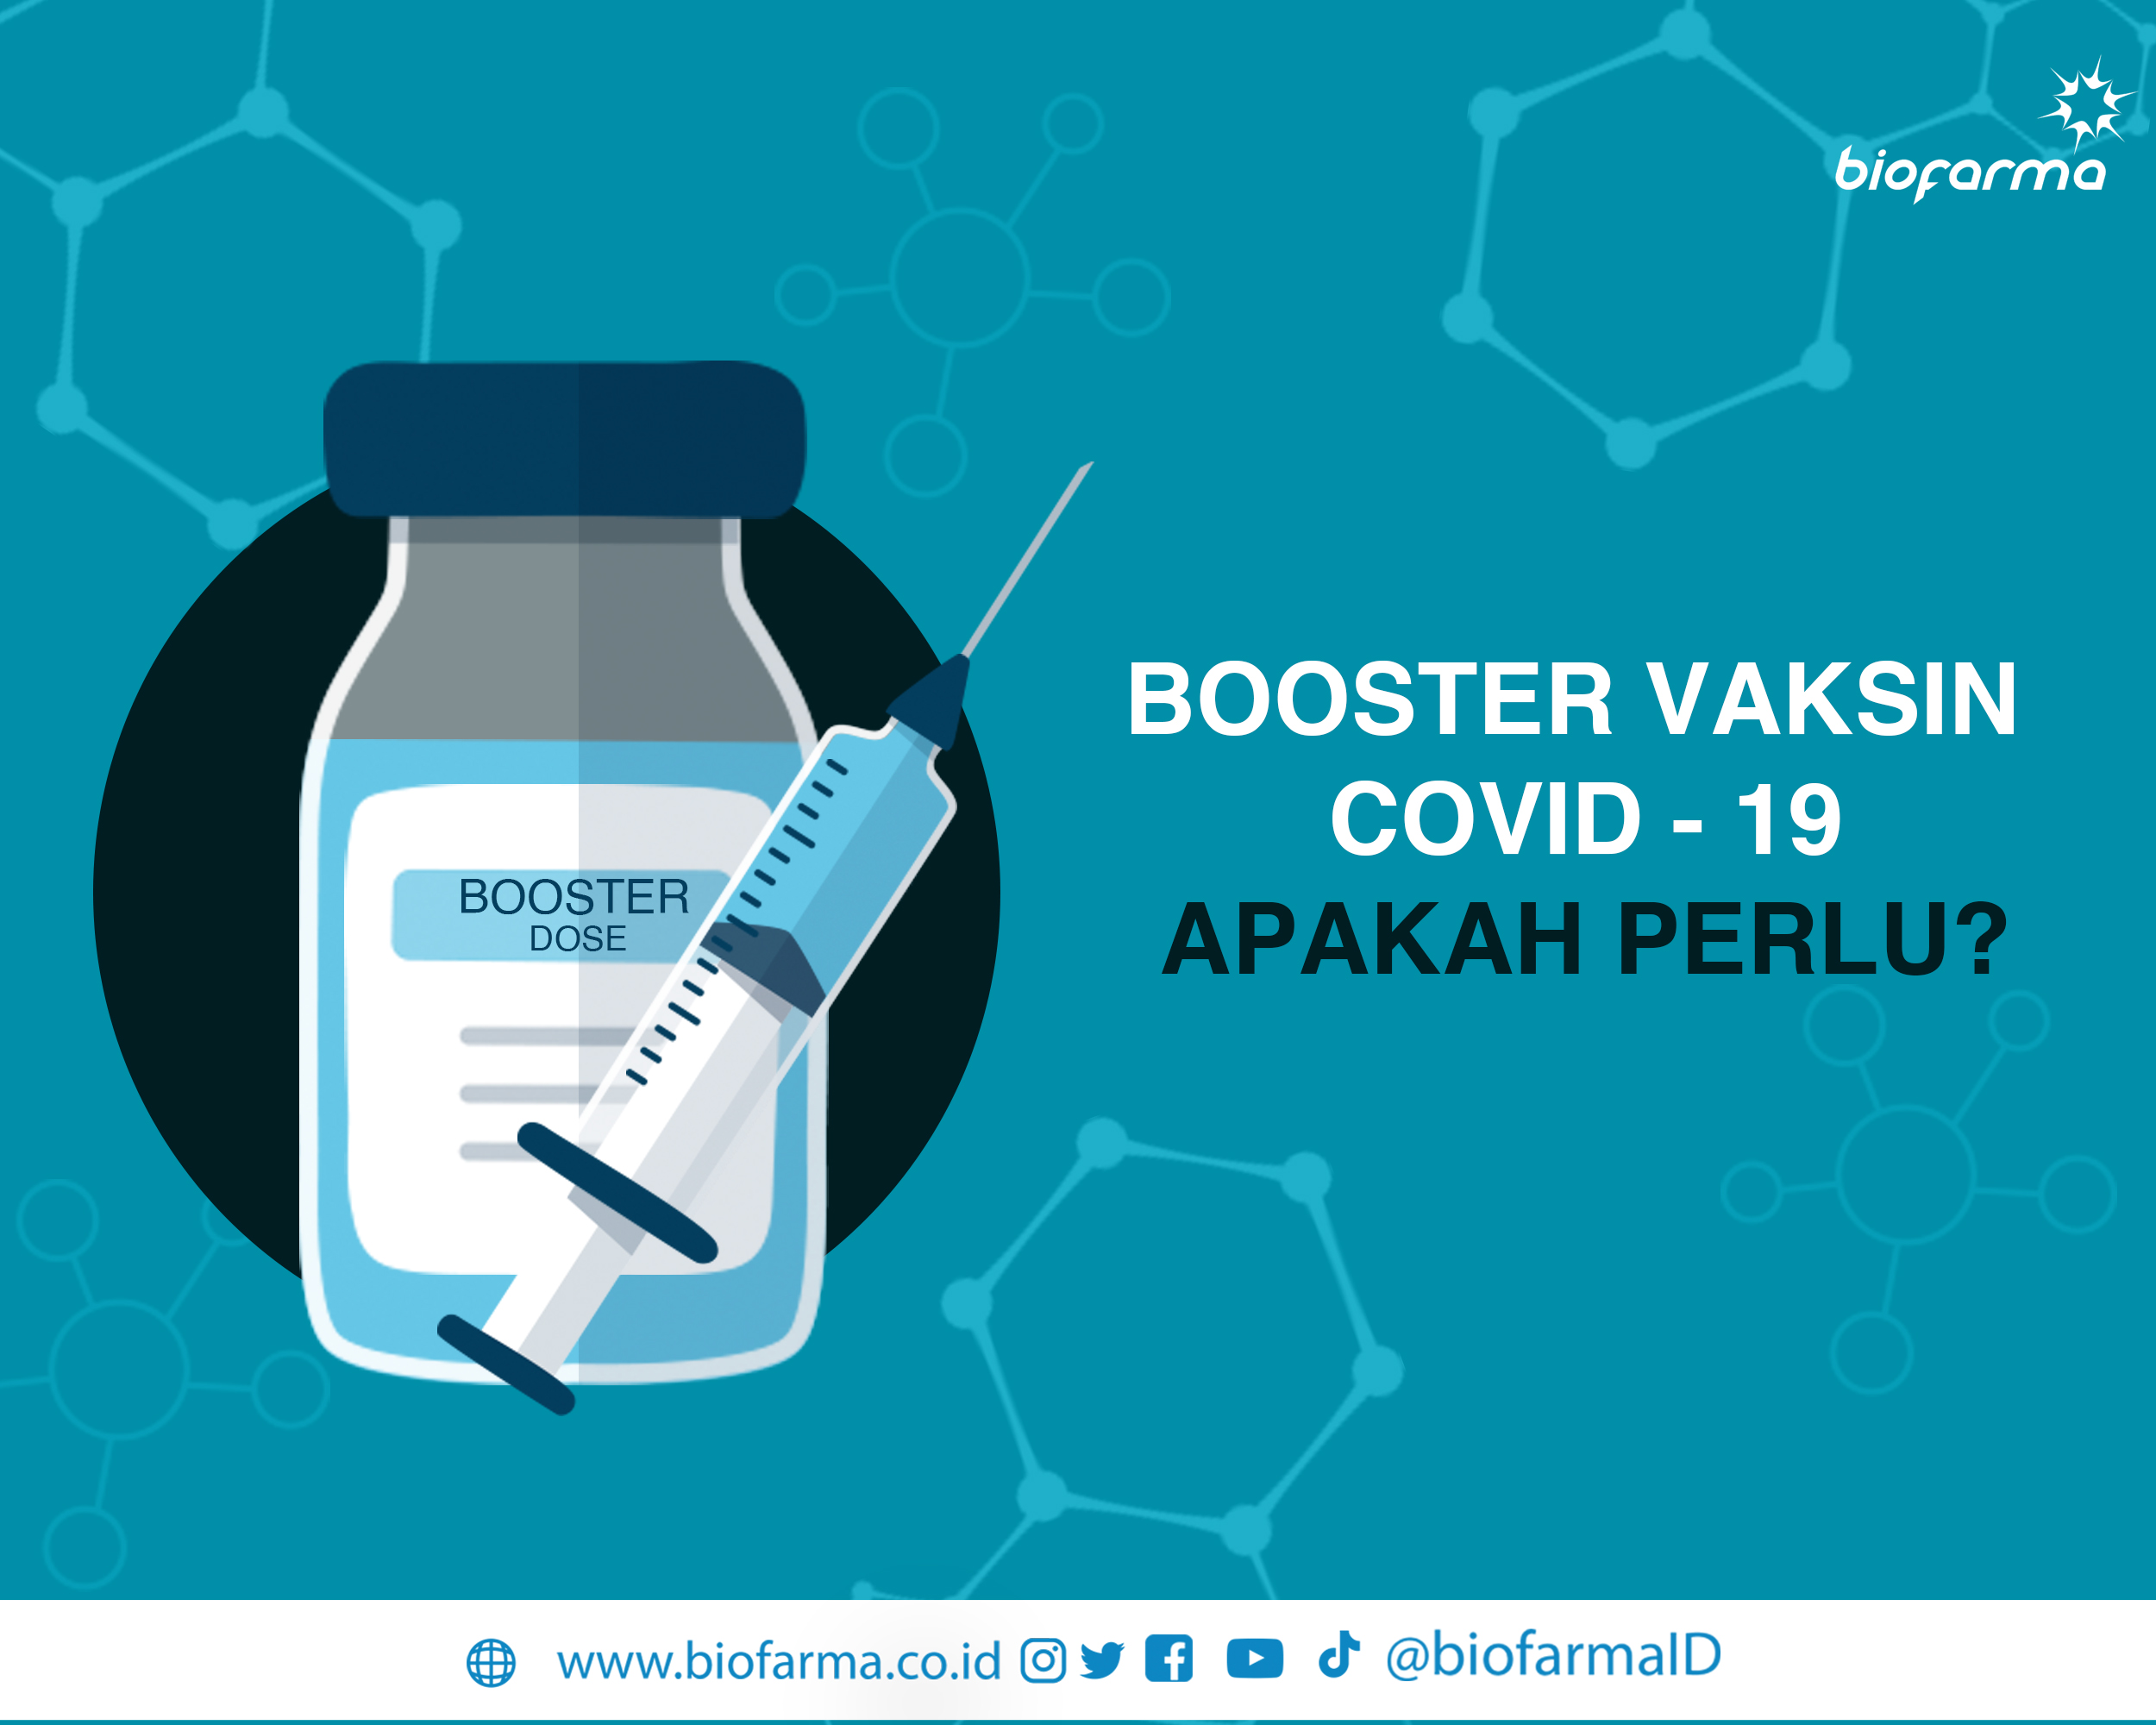 biofarma
BOOSTER VAKSIN
COVID - 19
APAKAH PERLU?
BOOSTER
DOSE
www.biofarma.co.id @biofarmaID